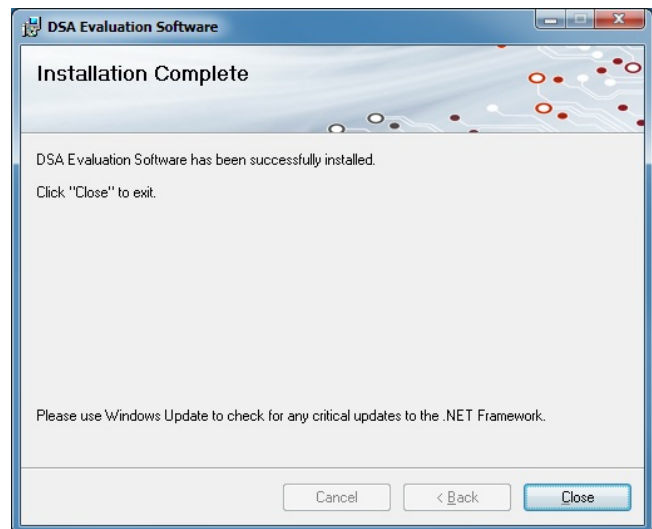 DSA Evaluation Software
Installation Complete
DSA Evaluation Software has been successfully installed.
Click "Close" to exit.
Please use Windows Update to check for any critical updates to the .NET Framework.
Cancel
< Back
Close